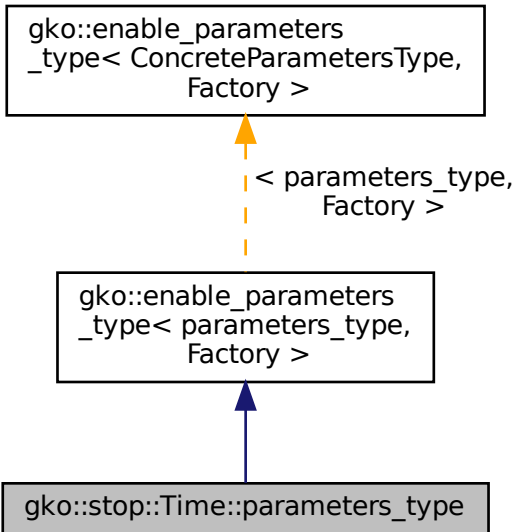 gko::enable_parameters
_type< ConcreteParametersType,
Factory >
< parameters_type,
Factory >
gko::enable_parameters
_type< parameters_type,
Factory >
gko::stop::Time::parameters_type